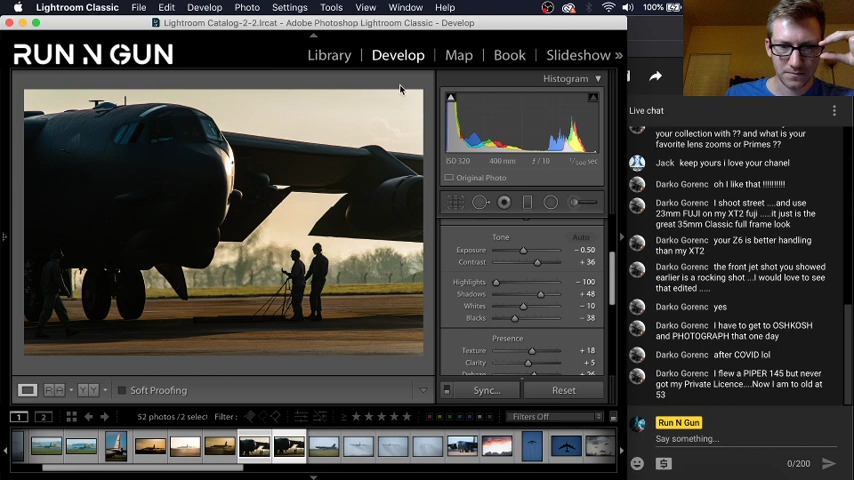 Lightroom Classic File Edit Develop Photo Settings Tools View Window Help 100%
Lightroom Catalog-2-2.lrcat - Adobe Photoshop Lightroom Classic - Develop
RUN N GUN
Library | Develop | Map | Book | Slideshow »
Histogram
ISO 320 400 mm f / 10 1/100 sec
Original Photo
Tone Auto
Exposure - 0.50
Contrast + 36
Highlights - 100
Shadows + 48
Whites - 10
Blacks - 38
Presence
Texture + 18
Clarity + 5
Dehaze + 26
Soft Proofing
Sync...
Reset
1 2 52 photos /2 select Filter : Filters Off
Live chat
your collection with ?? and what is your
favorite lens zooms or Primes ??
Jack keep yours i love your chanel
Darko Gorenc oh I like that !!!!!!!!!!
Darko Gorenc I shoot street ....and use
23mm FUJI on my XT2 fuji .....it just is the
great 35mm Classic full frame look
Darko Gorenc your Z6 is better handling
than my XT2
Darko Gorenc the front jet shot you showed
earlier is a rocking shot ...I would love to see
that edited .....
Darko Gorenc yes
Darko Gorenc I have to get to OSHKOSH
and PHOTOGRAPH that one day
Darko Gorenc after COVID lol
Darko Gorenc I flew a PIPER 145 but never
got my Private Licence....Now I am to old at
53
Run N Gun
Say something...
0/200